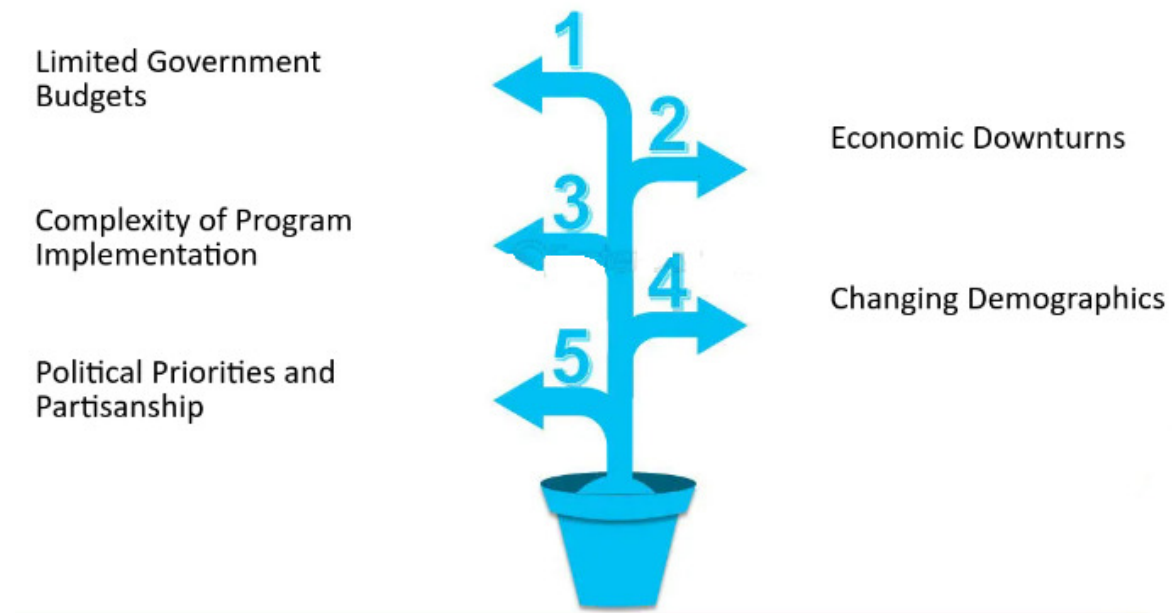 1
Limited Government
Budgets
2
Economic Downturns
3
Complexity of Program
Implementation
4
Changing Demographics
5
Political Priorities and
Partisanship